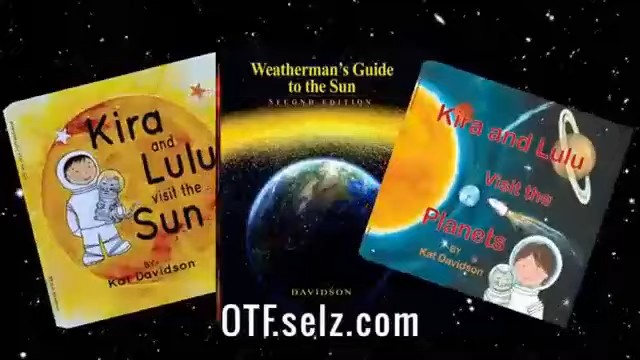 Kira
and
Lulu
visit the
Sun
BY
Kat Davidson
Weatherman's Guide
to the Sun
SECOND EDITION
DAVIDSON
Kira and Lulu
Visit the
Planets
BY
Kat Davidson
OTF.selz.com